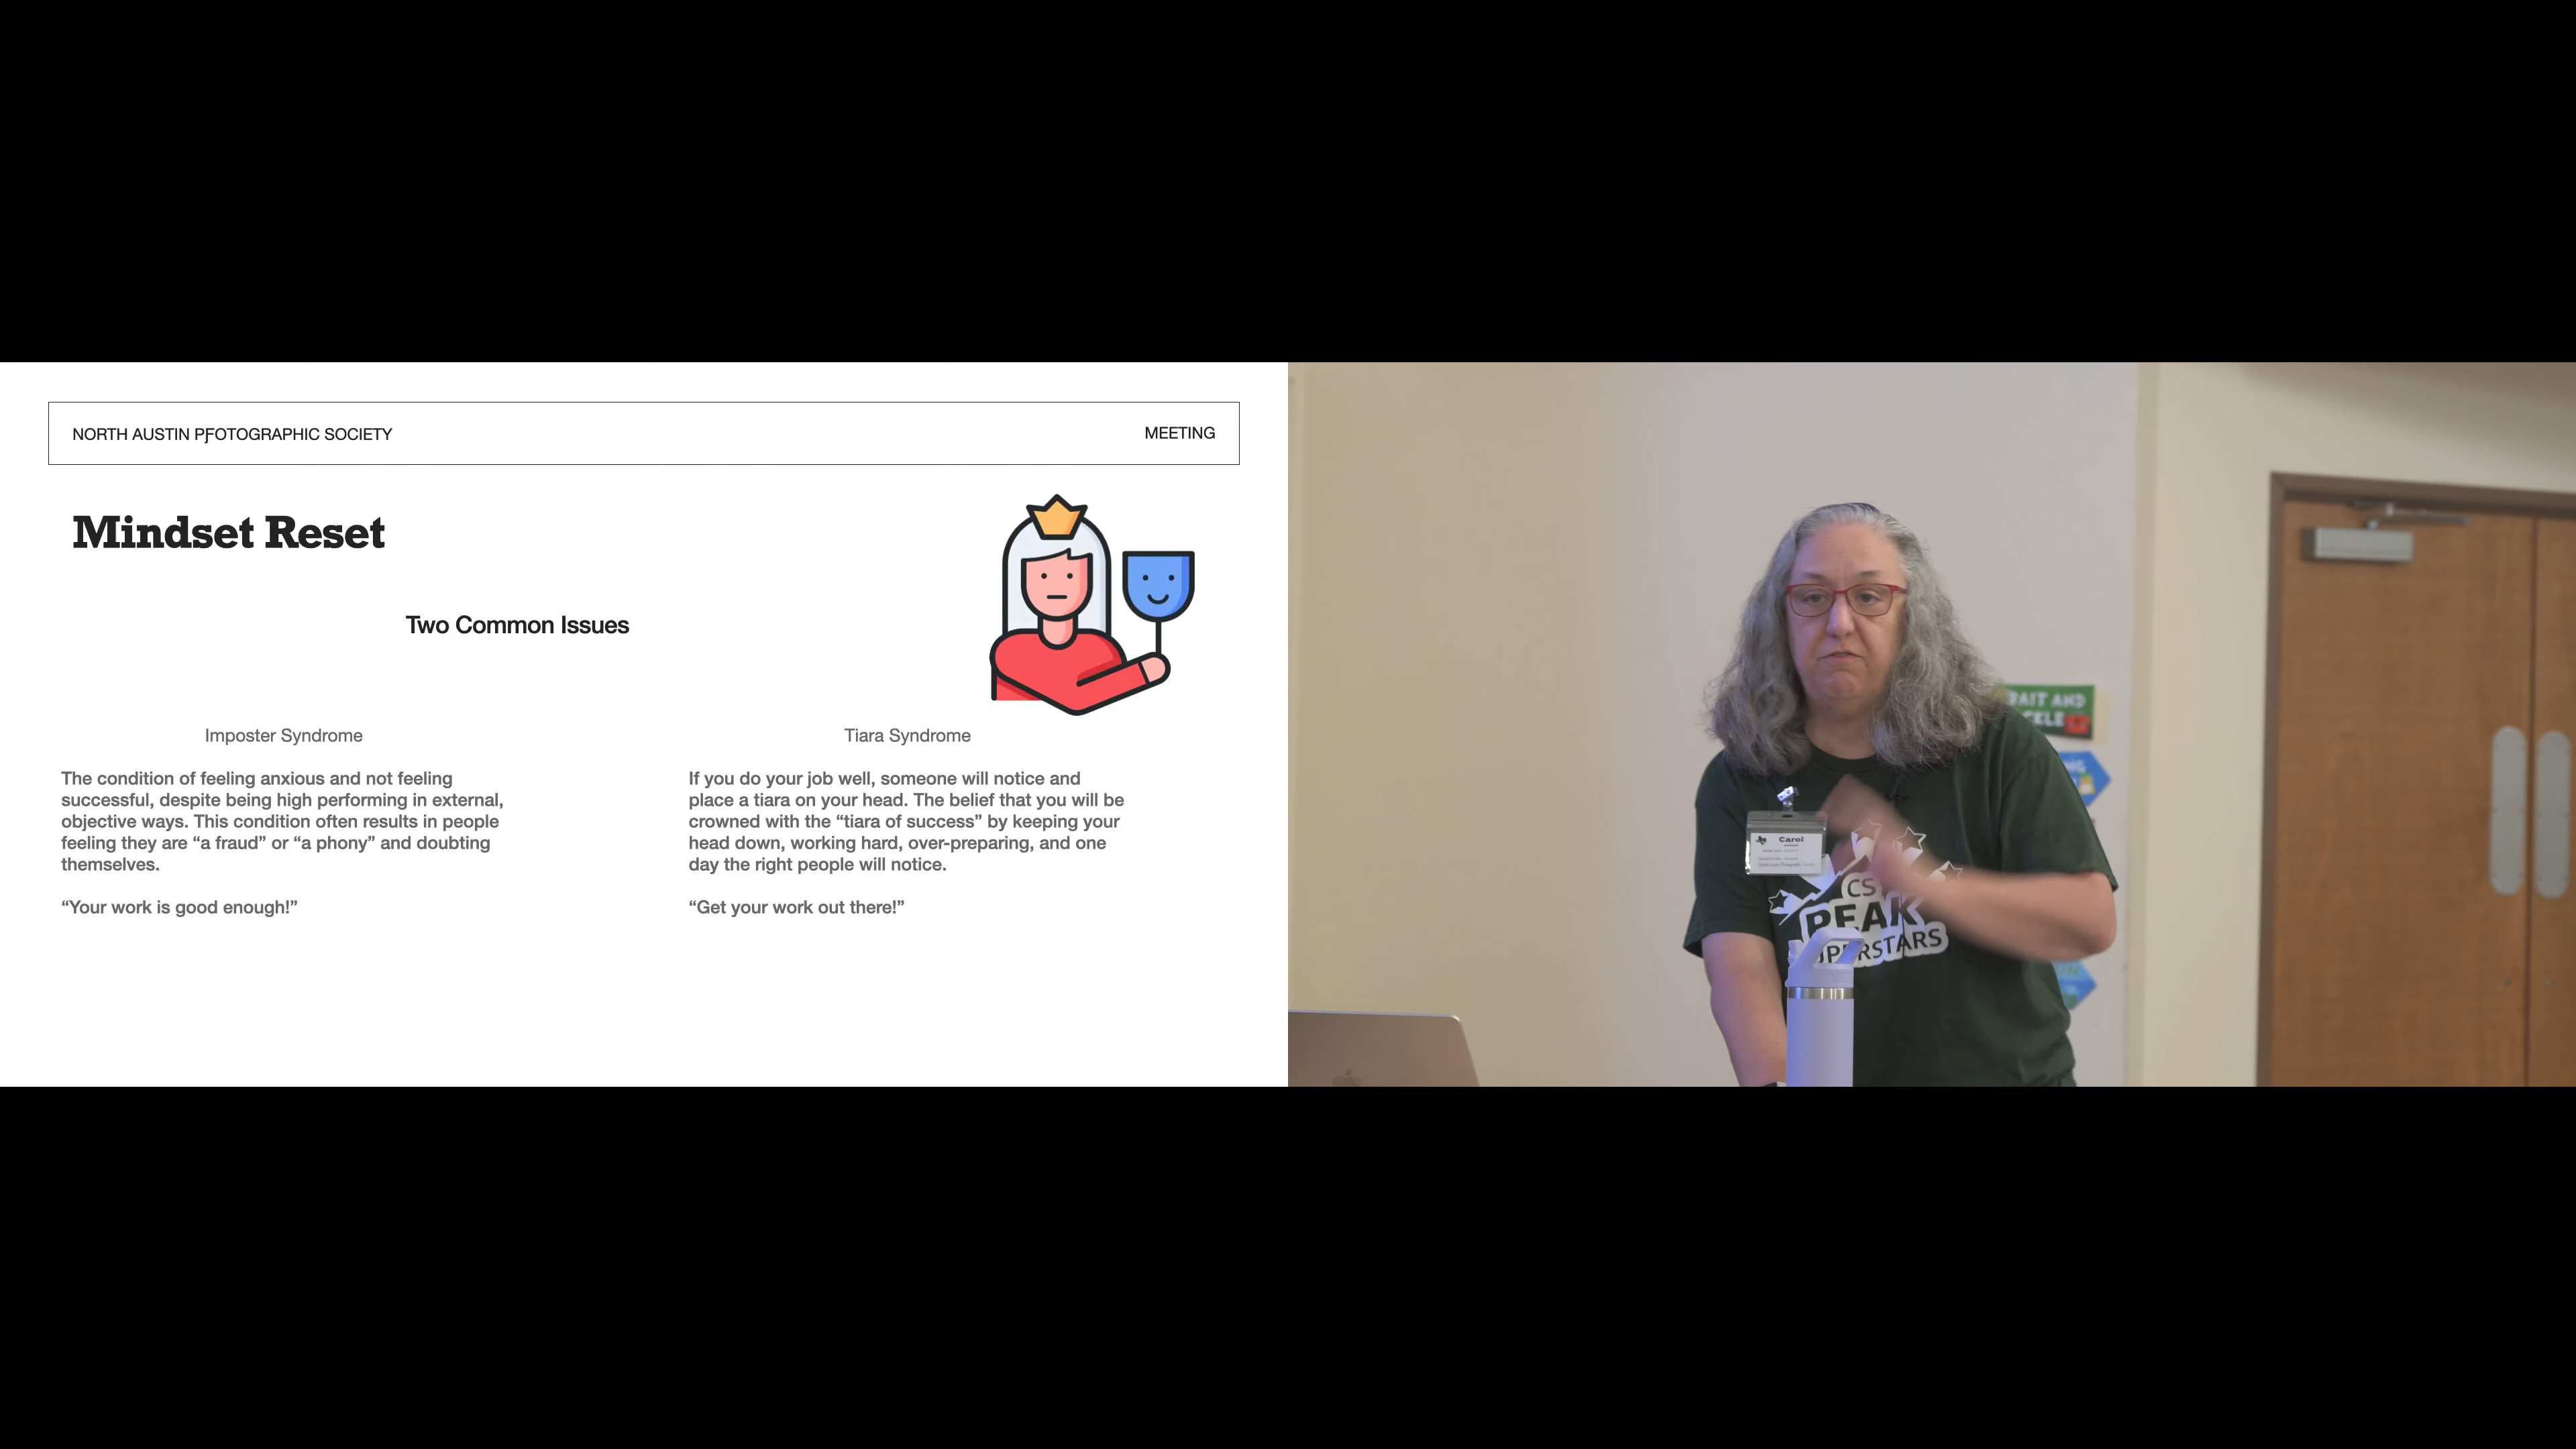 NORTH AUSTIN PƒOTOGRAPHIC SOCIETY
MEETING
Mindset Reset
Two Common Issues
Imposter Syndrome
The condition of feeling anxious and not feeling
successful, despite being high performing in external,
objective ways. This condition often results in people
feeling they are “a fraud” or “a phony” and doubting
themselves.
“Your work is good enough!”
Tiara Syndrome
If you do your job well, someone will notice and
place a tiara on your head. The belief that you will be
crowned with the “tiara of success” by keeping your
head down, working hard, over-preparing, and one
day the right people will notice.
“Get your work out there!”
Carol
CS
PEAK
AIT AND